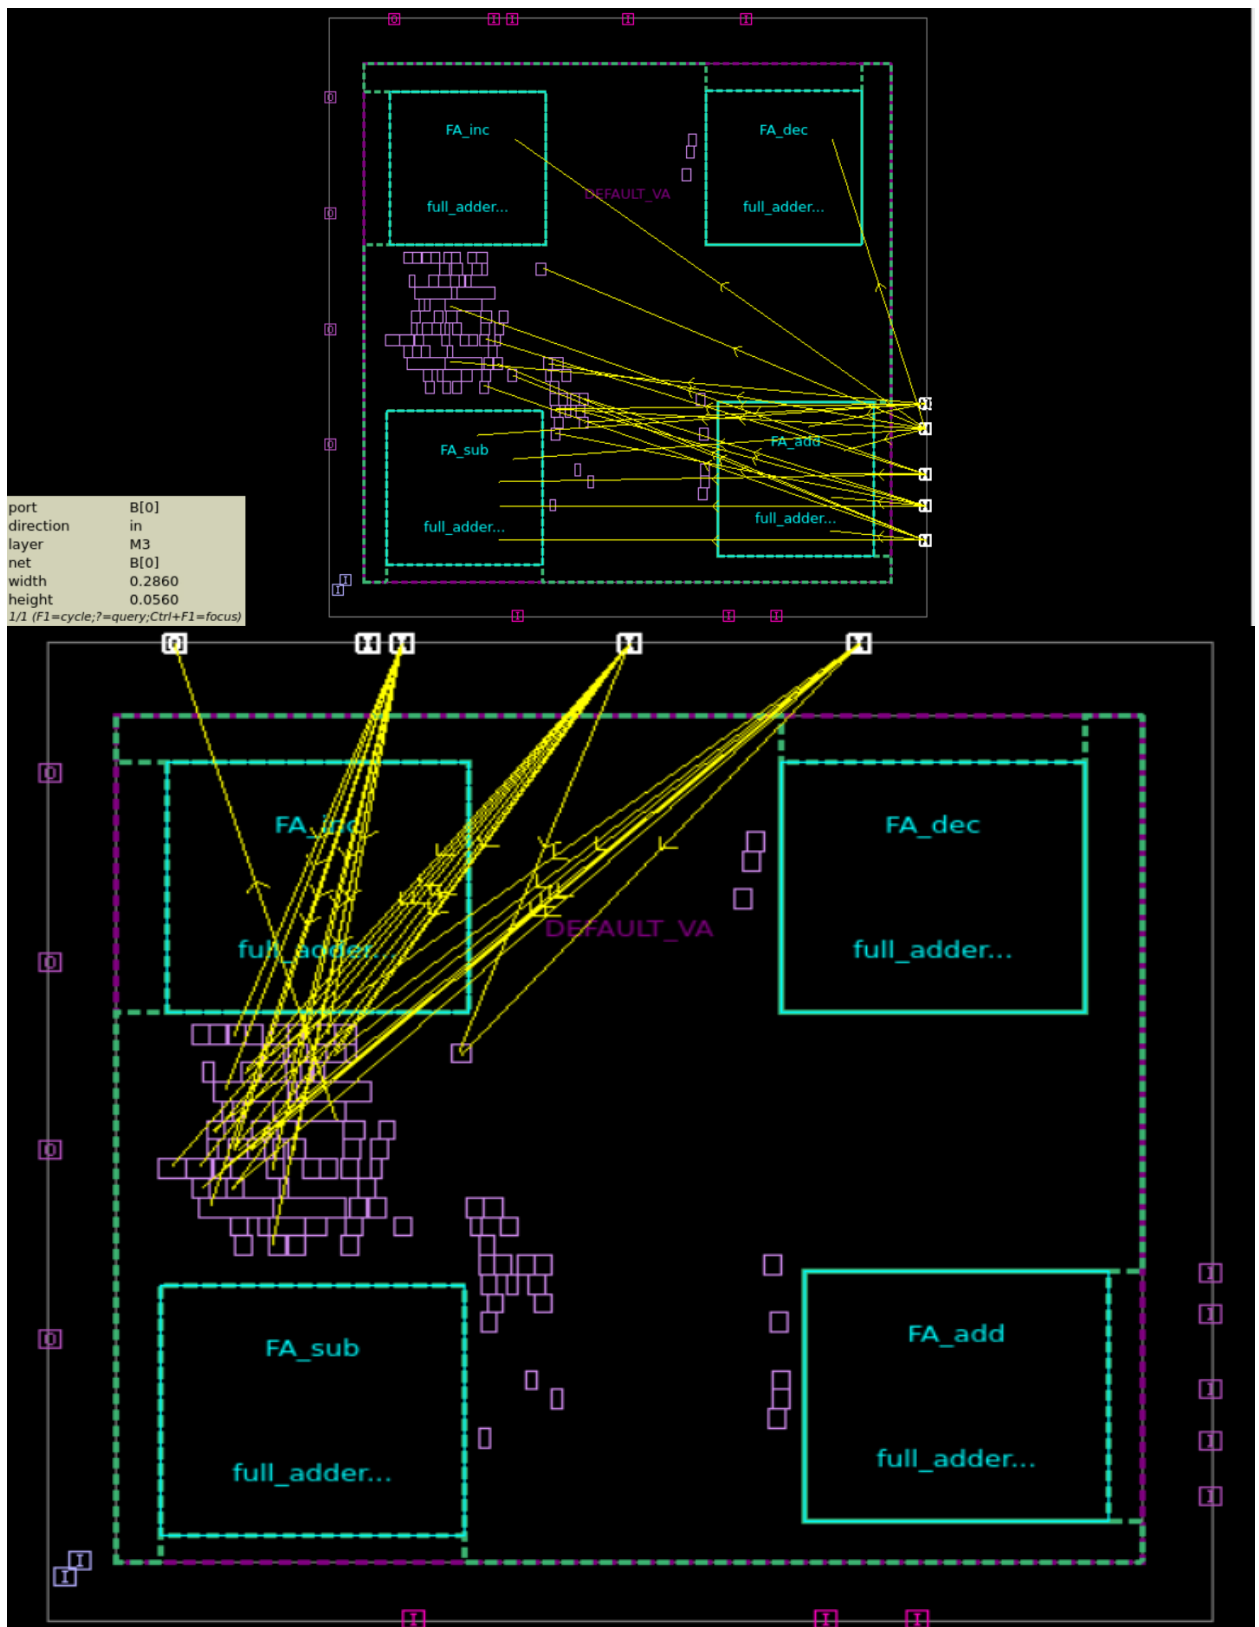 O I I I I
O
FA_inc
FA_dec
O
DEFAULT_VA
full_adder...
full_adder...
O
I
I
O
FA_sub
FA_add
I
I
full_adder...
full_adder...
I
I
I
I I I
port B[0]
direction in
layer M3
net B[0]
width 0.2860
height 0.0560
1/1 (F1=cycle;?=query;Ctrl+F1=focus)
O I I I I
O
FA_inc
FA_dec
DEFAULT_VA
full_adder...
full_adder...
O
O
I
I
O
FA_sub
FA_add
I
I
full_adder...
full_adder...
I
I
I
I I I